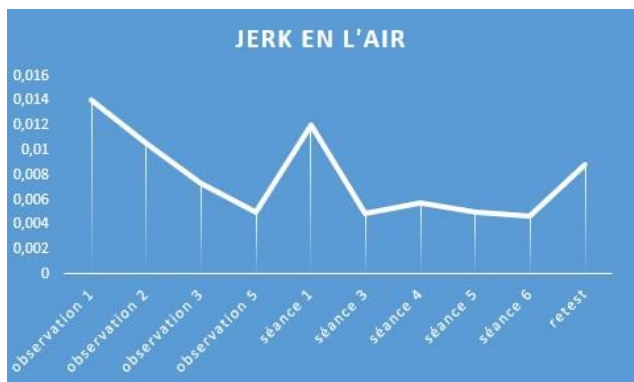 JERK EN L'AIR
0,016
0,014
0,012
0,01
0,008
0,006
0,004
0,002
0
observation 1
observation 2
observation 3
observation 5
séance 1
séance 3
séance 4
séance 5
séance 6
retest